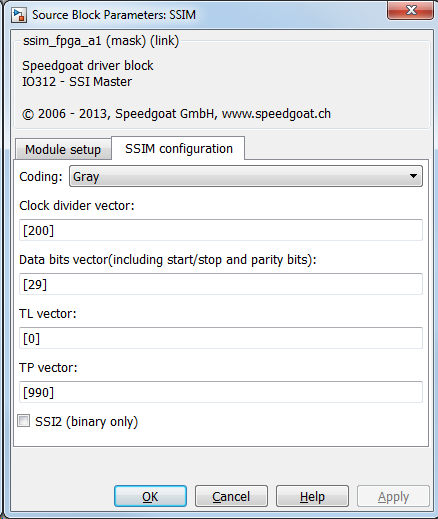 Source Block Parameters: SSIM
ssim_fpga_a1 (mask) (link)
Speedgoat driver block
IO312 - SSI Master
© 2006 - 2013, Speedgoat GmbH, www.speedgoat.ch
Module setup
SSIM configuration
Coding: Gray
Clock divider vector:
[200]
Data bits vector(including start/stop and parity bits):
[29]
TL vector:
[0]
TP vector:
[990]
SSI2 (binary only)
OK
Cancel
Help
Apply